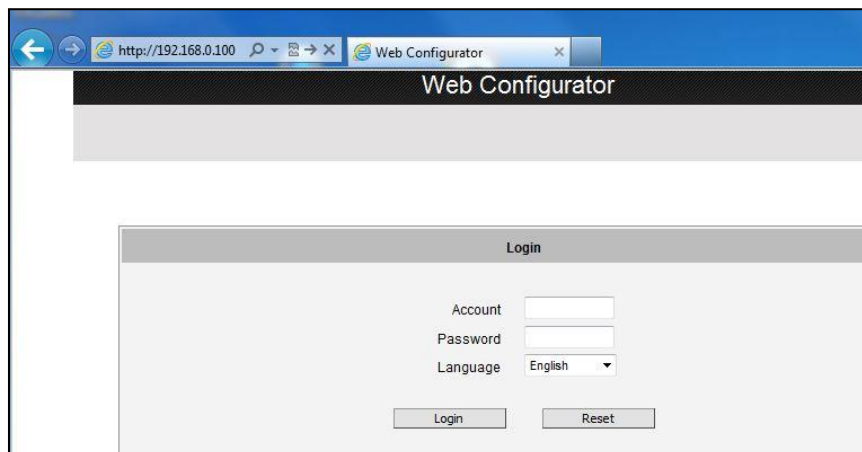 http://192.168.0.100 Web Configurator
Web Configurator
Login
Account
Password
Language English
Login Reset